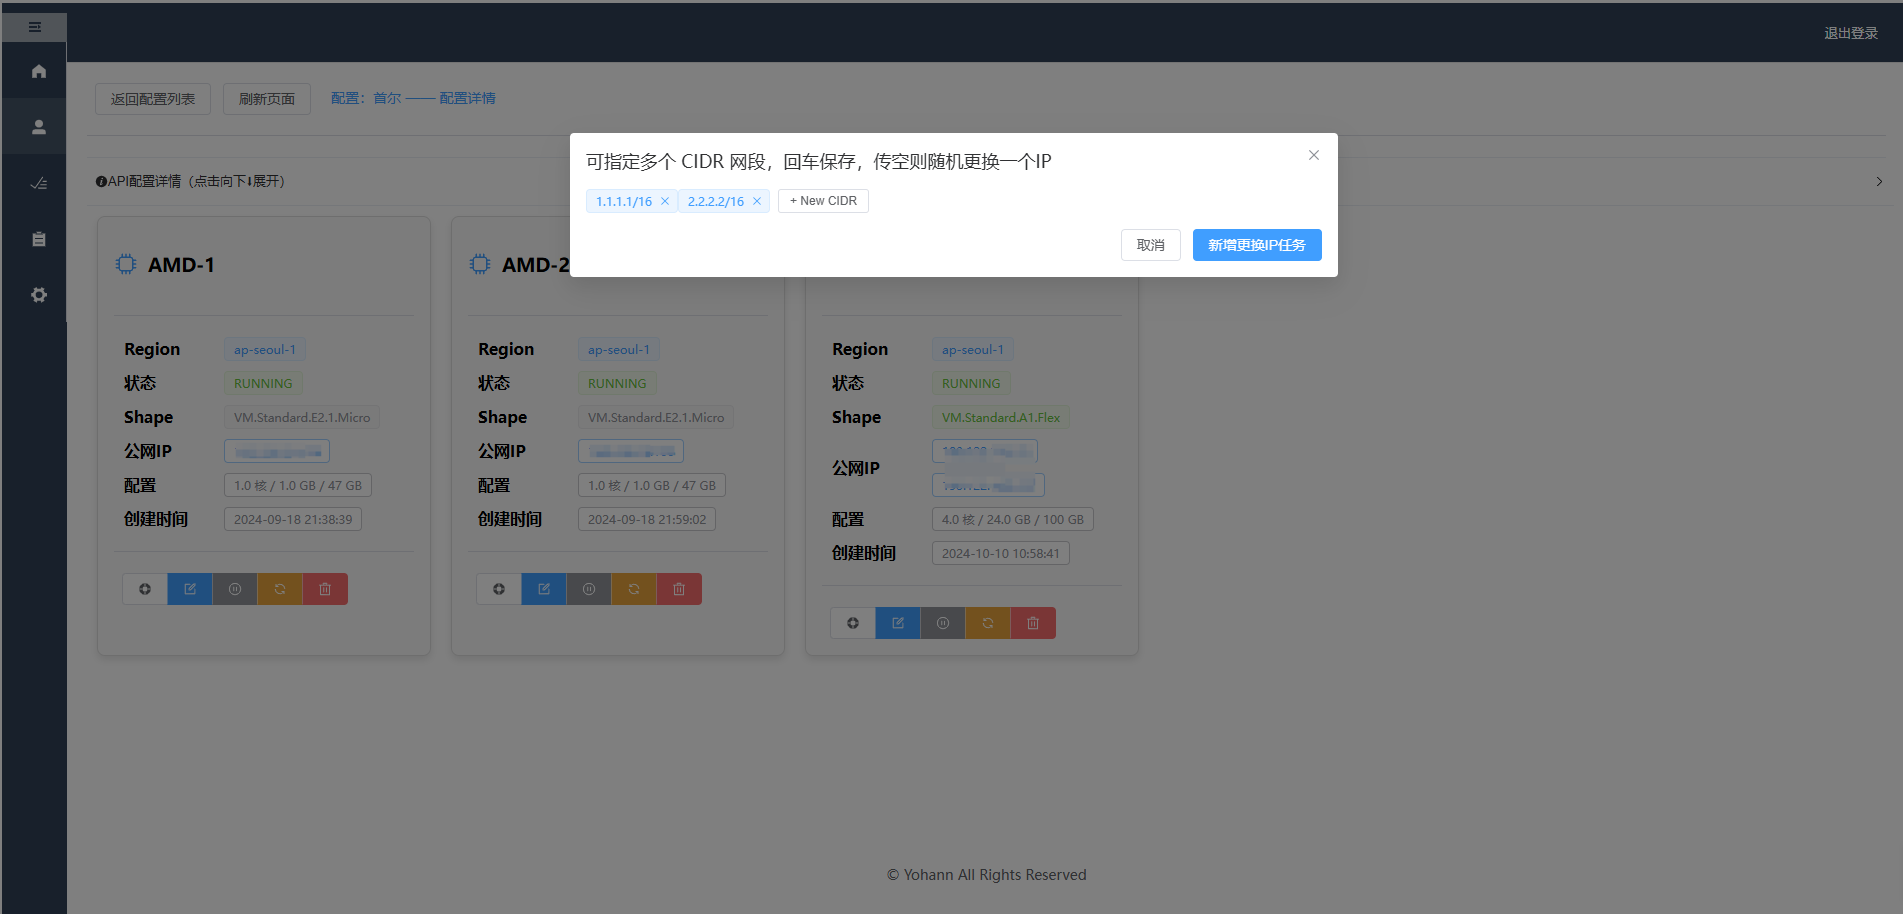 退出登录
返回配置列表
刷新页面
配置：首尔 —— 配置详情
可指定多个 CIDR 网段，回车保存，传空则随机更换一个IP
1.1.1.1/16
2.2.2.2/16
+ New CIDR
取消
新增更换IP任务
API配置详情（点击向下⬇展开）
AMD-1
Region
ap-seoul-1
状态
RUNNING
Shape
VM.Standard.E2.1.Micro
公网IP
配置
1.0 核 / 1.0 GB / 47 GB
创建时间
2024-09-18 21:38:39
AMD-2
Region
ap-seoul-1
状态
RUNNING
Shape
VM.Standard.E2.1.Micro
公网IP
配置
1.0 核 / 1.0 GB / 47 GB
创建时间
2024-09-18 21:59:02
Region
ap-seoul-1
状态
RUNNING
Shape
VM.Standard.A1.Flex
公网IP
配置
4.0 核 / 24.0 GB / 100 GB
创建时间
2024-10-10 10:58:41
© Yohann All Rights Reserved